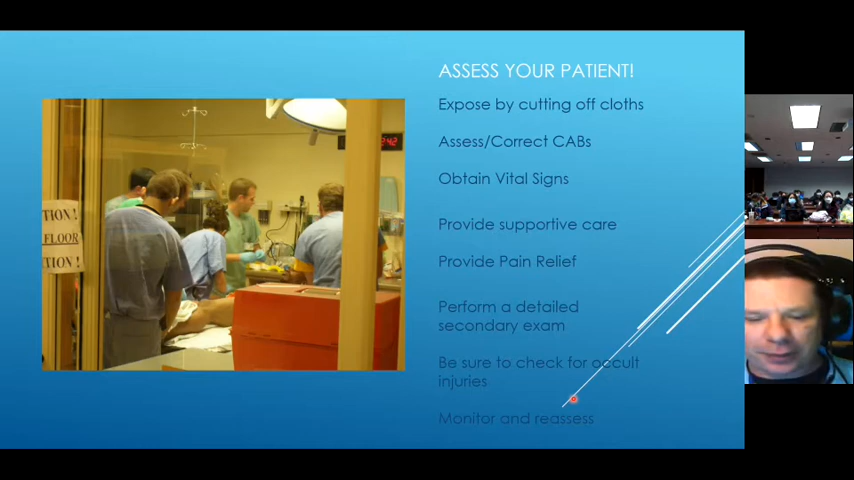 ASSESS YOUR PATIENT!
Expose by cutting off cloths
Assess/Correct CABs
Obtain Vital Signs
Provide supportive care
Provide Pain Relief
Perform a detailed
secondary exam
Be sure to check for occult
injuries
Monitor and reassess
TION!
FLOOR
TION!
:42